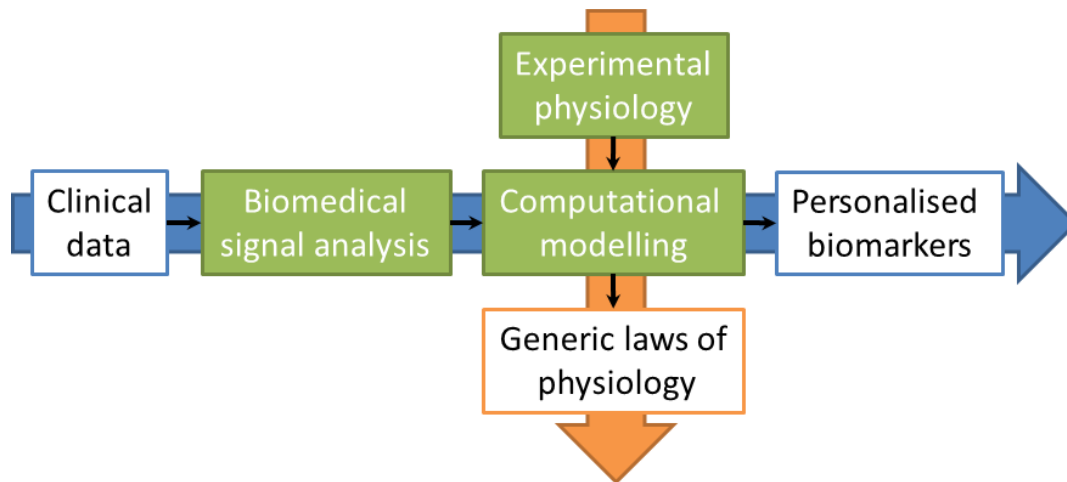 Experimental
physiology
Clinical
data
Biomedical
signal analysis
Computational
modelling
Personalised
biomarkers
Generic laws of
physiology